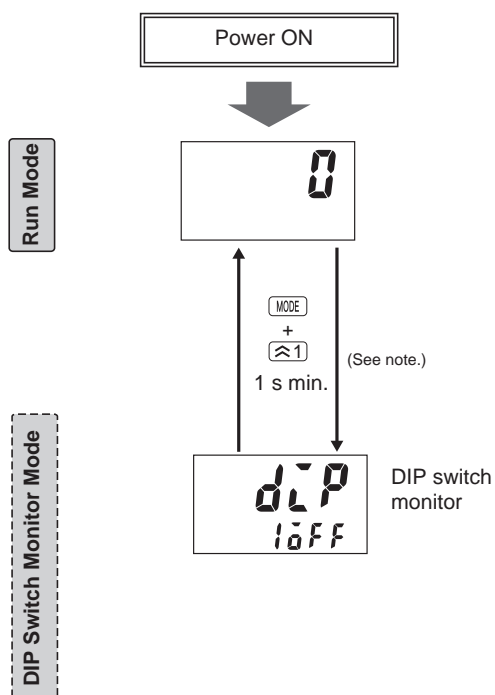 Power ON
Run Mode
0
MODE
+
1
(See note.)
1 s min.
DIP Switch Monitor Mode
diP
1oFF
DIP switch
monitor